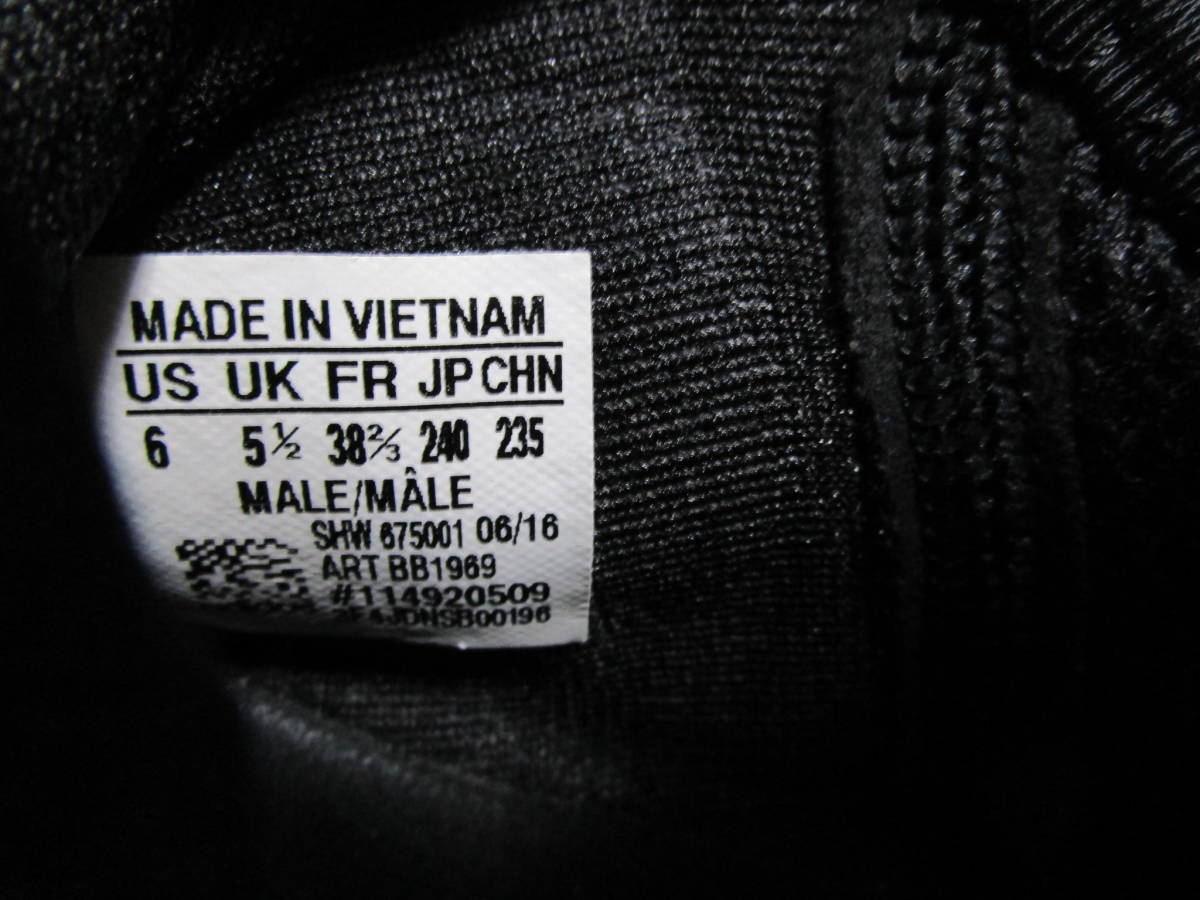 MADE IN VIETNAM
US UK FR JP CHN
6 5½ 38⅔ 240 235
MALE/MÂLE
SHW 675001 06/16
ART BB1969
#114920509